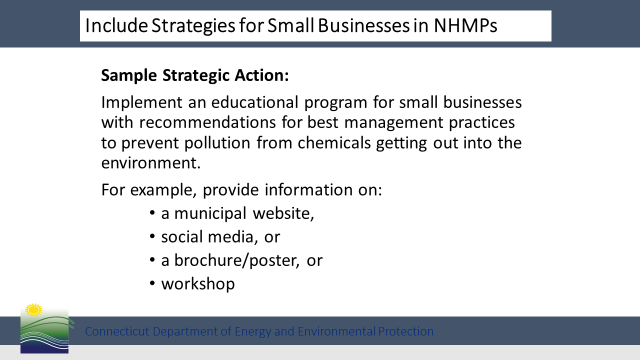 Include Strategies for Small Businesses in NHMPs
Sample Strategic Action:
Implement an educational program for small businesses
with recommendations for best management practices
to prevent pollution from chemicals getting out into the
environment.
For example, provide information on:
• a municipal website,
• social media, or
• a brochure/poster, or
• workshop
Connecticut Department of Energy and Environmental Protection